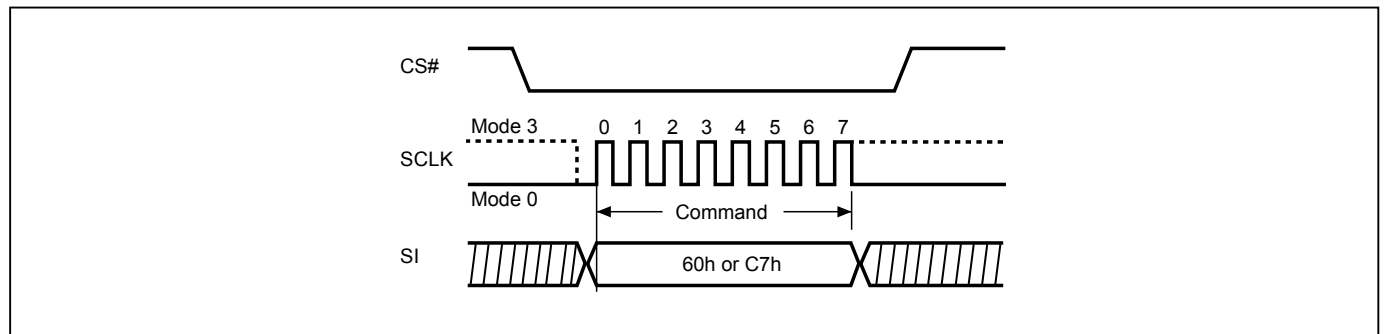 CS#
Mode 3
0 1 2 3 4 5 6 7
SCLK
Mode 0
Command
SI
60h or C7h